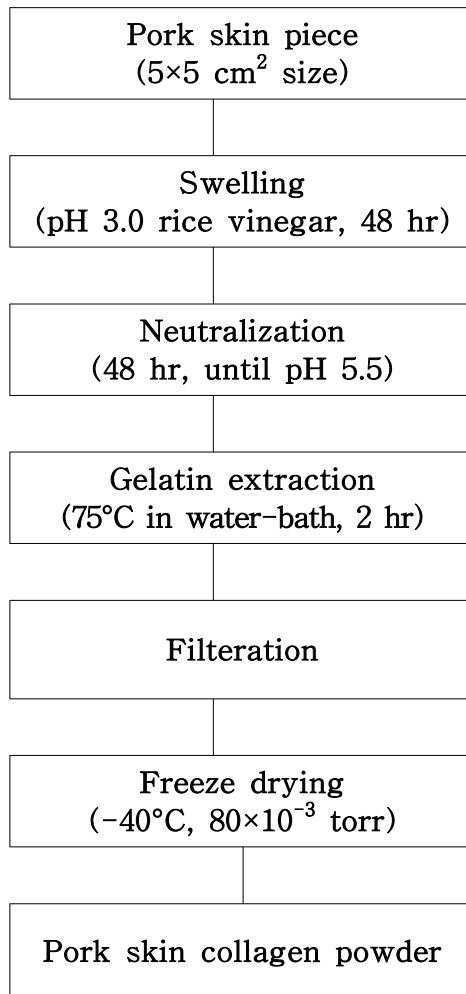 Pork skin piece
(5×5 cm² size)
Swelling
(pH 3.0 rice vinegar, 48 hr)
Neutralization
(48 hr, until pH 5.5)
Gelatin extraction
(75°C in water-bath, 2 hr)
Filteration
Freeze drying
(-40°C, 80×10⁻³ torr)
Pork skin collagen powder